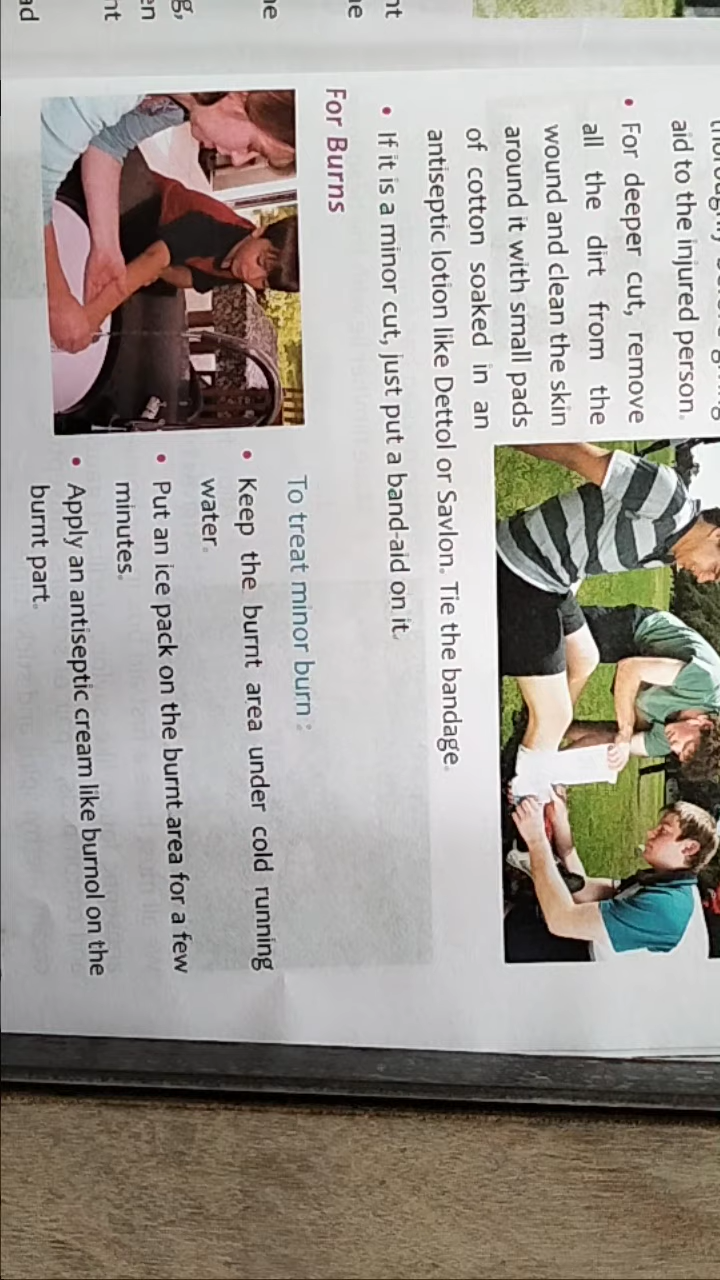 aid to the injured person.
• For deeper cut, remove
all the dirt from the
wound and clean the skin
around it with small pads
of cotton soaked in an
antiseptic lotion like Dettol or Savlon. Tie the bandage.
• If it is a minor cut, just put a band-aid on it.
For Burns
To treat minor burn :
• Keep the burnt area under cold running
water.
• Put an ice pack on the burnt area for a few
minutes.
• Apply an antiseptic cream like burnol on the
burnt part.